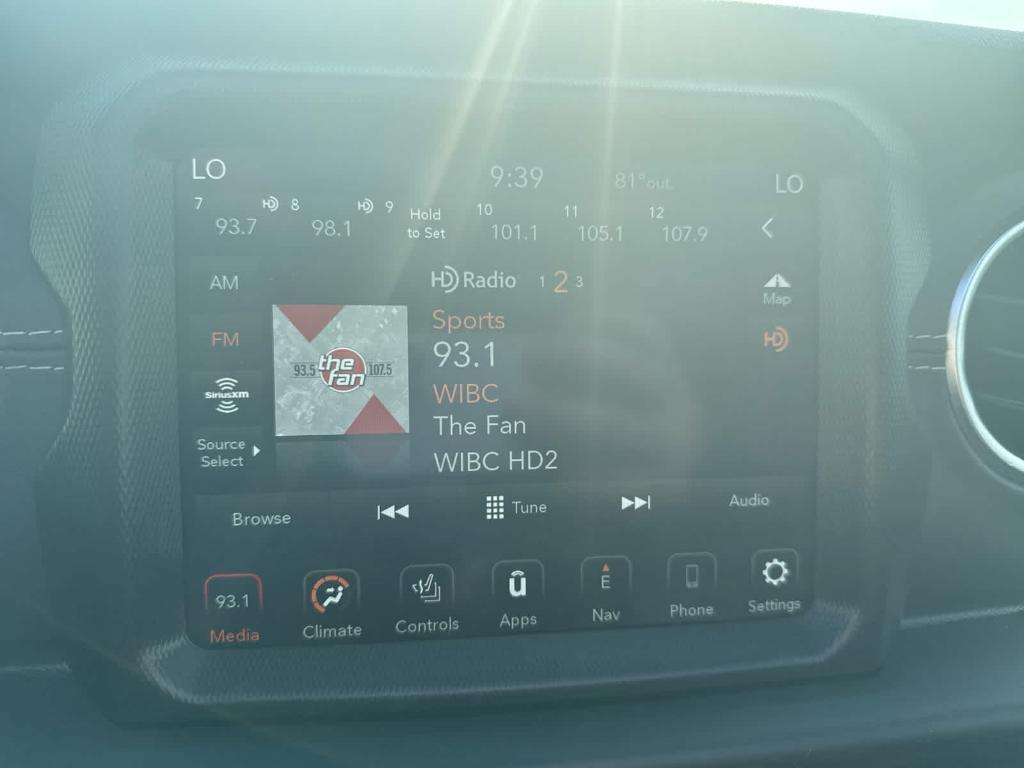 LO 9:39 81°out. LO
7 93.7 HD 8 98.1 HD 9 Hold to Set 10 101.1 11 105.1 12 107.9
AM
HD Radio 1 2 3
Map
FM
HD
Sports
93.1
WIBC
The Fan
WIBC HD2
93.5 the fan 107.5
SiriusXM
Source
Select
Browse Tune Audio
93.1 E
Media Climate Controls Apps Nav Phone Settings